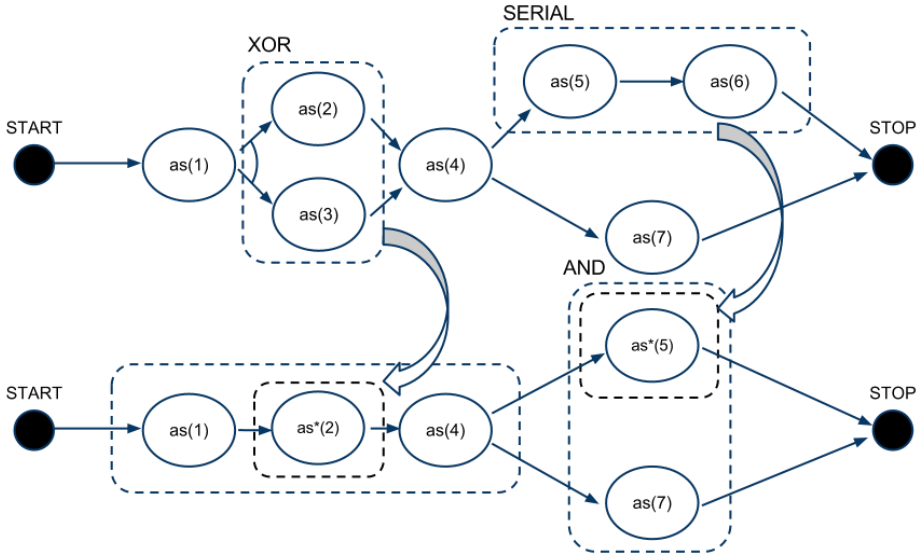 SERIAL
XOR
as(5)
as(6)
as(2)
START
STOP
as(1)
as(4)
as(3)
as(7)
AND
as*(5)
START
STOP
as(1)
as*(2)
as(4)
as(7)